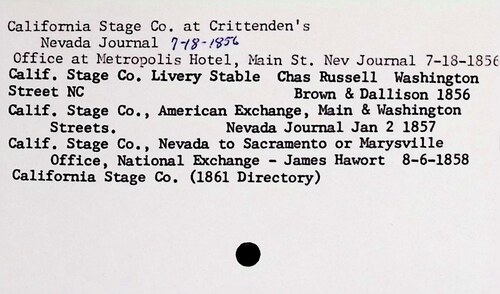 California Stage Co. at Crittenden's
Nevada Journal 7-18-1856
Office at Metropolis Hotel, Main St. Nev Journal 7-18-1856
Calif. Stage Co. Livery Stable Chas Russell Washington
Street NC Brown & Dallison 1856
Calif. Stage Co., American Exchange, Main & Washington
Streets. Nevada Journal Jan 2 1857
Calif. Stage Co., Nevada to Sacramento or Marysville
Office, National Exchange - James Hawort 8-6-1858
California Stage Co. (1861 Directory)